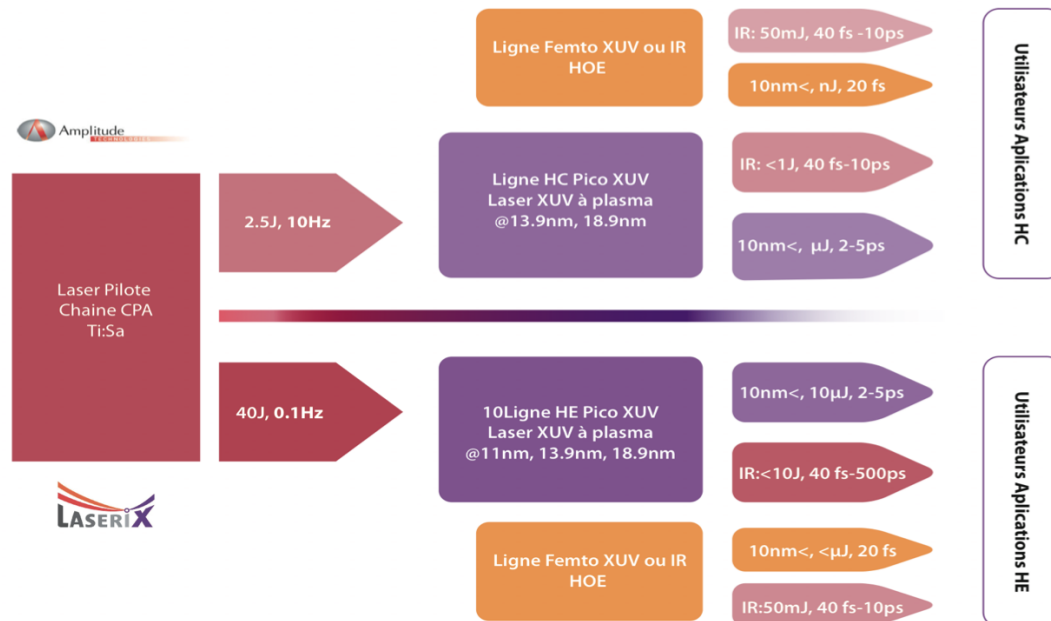 Amplitude
TECHNOLOGIES
Laser Pilote
Chaine CPA
Ti:Sa
LASERIX
2.5J, 10Hz
40J, 0.1Hz
Ligne Femto XUV ou IR
HOE
Ligne HC Pico XUV
Laser XUV à plasma
@13.9nm, 18.9nm
10Ligne HE Pico XUV
Laser XUV à plasma
@11nm, 13.9nm, 18.9nm
Ligne Femto XUV ou IR
HOE
IR: 50mJ, 40 fs -10ps
10nm<, nJ, 20 fs
IR: <1J, 40 fs-10ps
10nm<, µJ, 2-5ps
10nm<, 10µJ, 2-5ps
IR:<10J, 40 fs-500ps
10nm<, <µJ, 20 fs
IR:50mJ, 40 fs-10ps
Utilisateurs Aplications HC
Utilisateurs Aplications HE